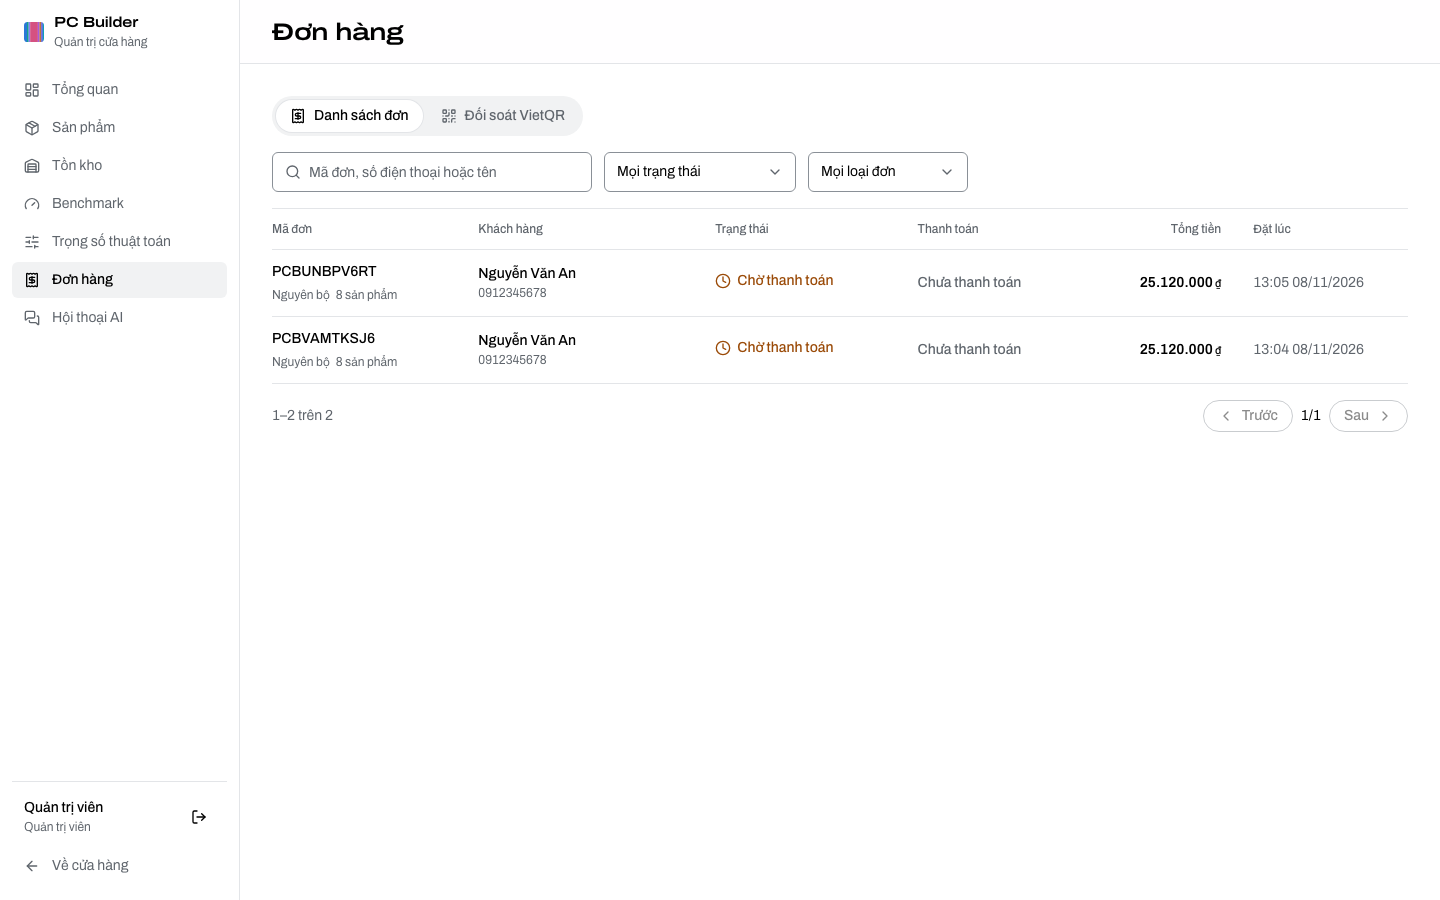 PC Builder
Quản trị cửa hàng
Tổng quan
Sản phẩm
Tồn kho
Benchmark
Trọng số thuật toán
Đơn hàng
Hội thoại AI
Quản trị viên
Quản trị viên
Về cửa hàng
Đơn hàng
Danh sách đơn
Đối soát VietQR
Mã đơn, số điện thoại hoặc tên
Mọi trạng thái
Mọi loại đơn
Mã đơn Khách hàng Trạng thái Thanh toán Tổng tiền Đặt lúc
PCBUNBPV6RT Nguyễn Văn An Chờ thanh toán Chưa thanh toán 25.120.000 ₫ 13:05 08/11/2026
Nguyên bộ 8 sản phẩm 0912345678
PCBVAMTKSJ6 Nguyễn Văn An Chờ thanh toán Chưa thanh toán 25.120.000 ₫ 13:04 08/11/2026
Nguyên bộ 8 sản phẩm 0912345678
1–2 trên 2
Trước 1/1 Sau